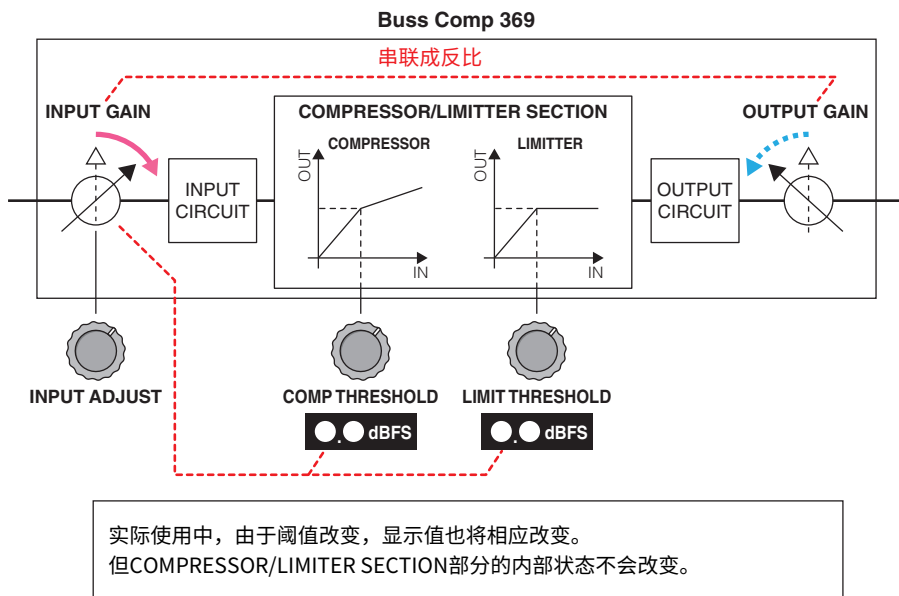 Buss Comp 369
串联成反比
INPUT GAIN
COMPRESSOR/LIMITTER SECTION
OUTPUT GAIN
COMPRESSOR
OUT
IN
LIMITTER
OUT
IN
INPUT
CIRCUIT
OUTPUT
CIRCUIT
INPUT ADJUST
COMP THRESHOLD
LIMIT THRESHOLD
. dBFS
. dBFS
实际使用中，由于阈值改变，显示值也将相应改变。
但COMPRESSOR/LIMITER SECTION部分的内部状态不会改变。